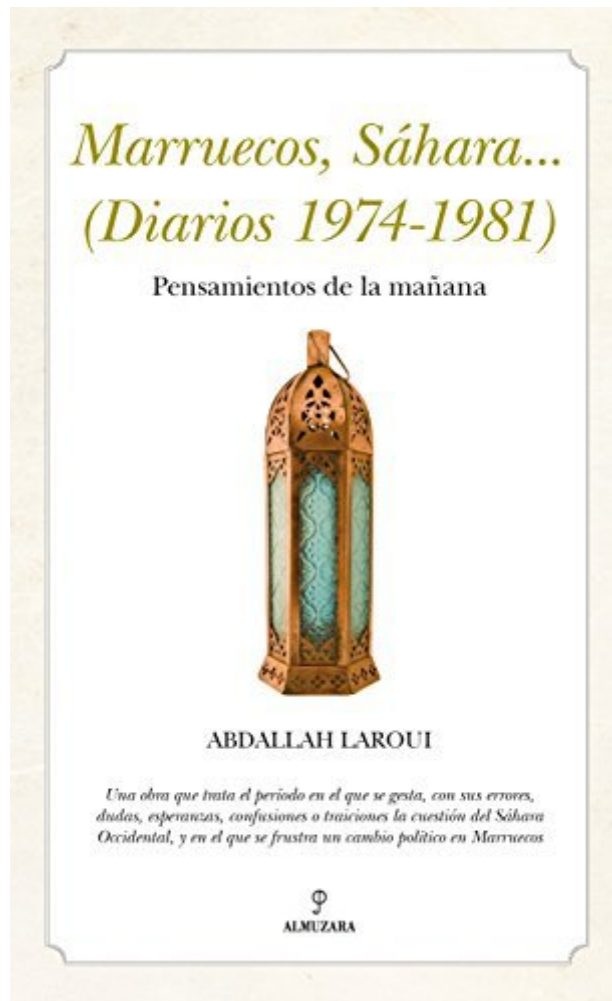 Marruecos, Sáhara...
(Diarios 1974-1981)
Pensamientos de la mañana
ABDALLAH LAROUI
Una obra que trata el período en el que se gesta, con sus errores,
dudas, esperanzas, confusiones o traiciones la cuestión del Sáhara
Occidental, y en el que se frustra un cambio político en Marruecos
ALMUZARA